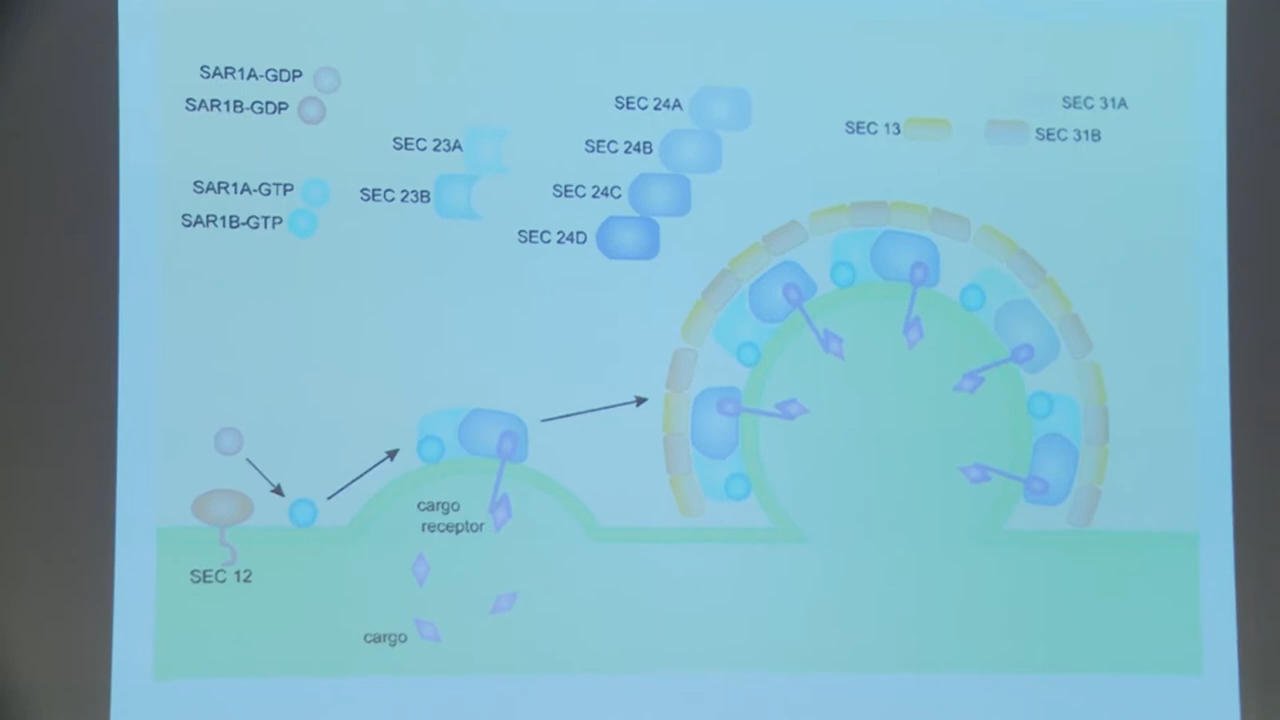 SAR1A-GDP
SAR1B-GDP
SAR1A-GTP
SAR1B-GTP
SEC 23A
SEC 23B
SEC 24A
SEC 24B
SEC 24C
SEC 24D
SEC 13
SEC 31A
SEC 31B
SEC 12
cargo
receptor
cargo